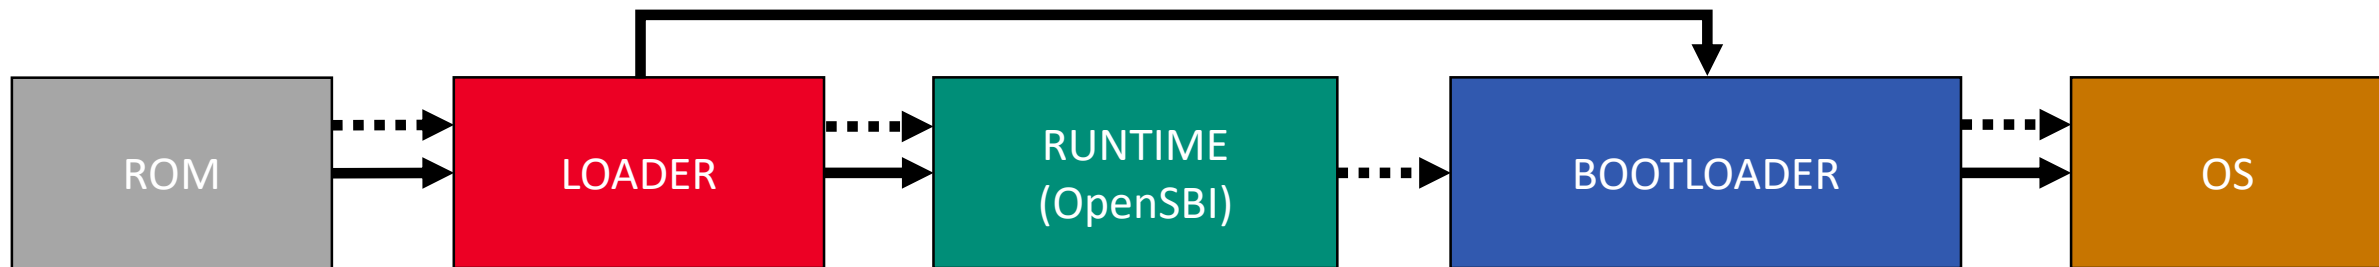 ROM
LOADER
RUNTIME
(OpenSBI)
BOOTLOADER
OS